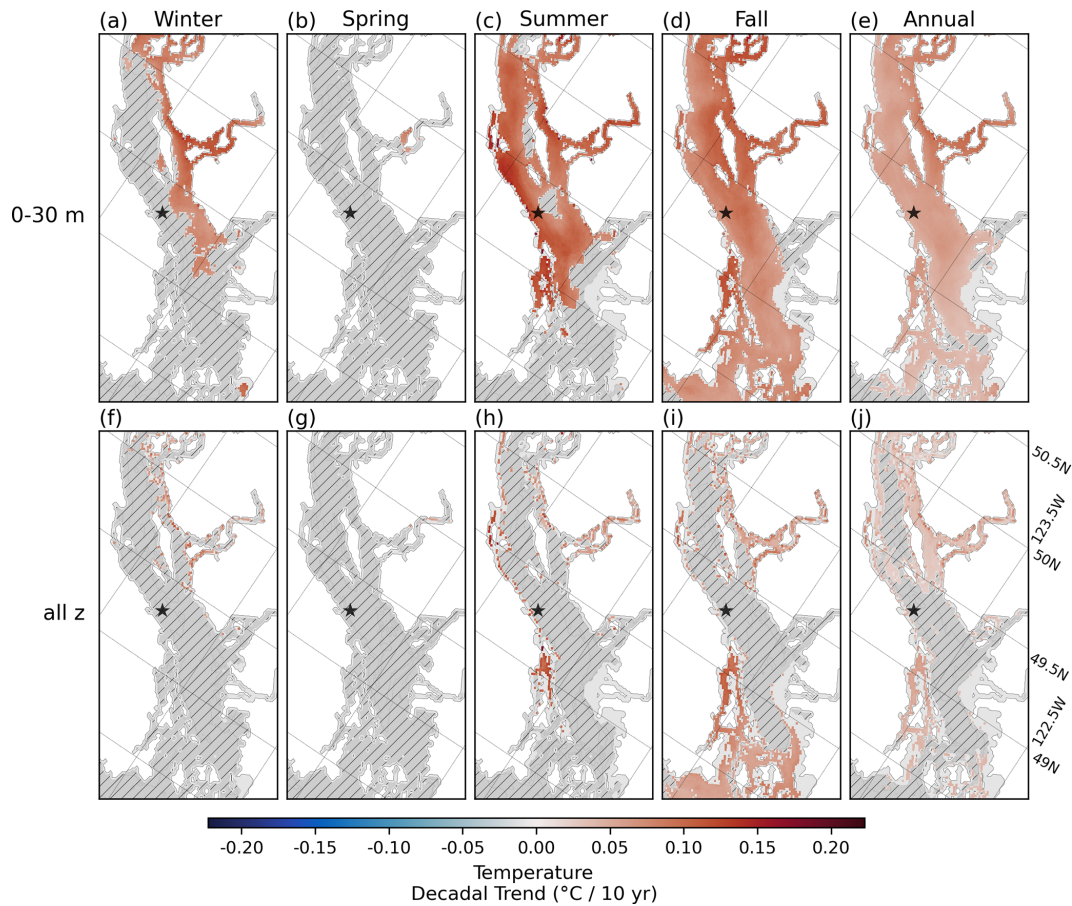 (a) Winter (b) Spring (c) Summer (d) Fall (e) Annual
0-30 m
(f) (g) (h) (i) (j)
50.5N
123.5W
50N
all z
49.5N
122.5W
49N
-0.20 -0.15 -0.10 -0.05 0.00 0.05 0.10 0.15 0.20
Temperature
Decadal Trend (°C / 10 yr)